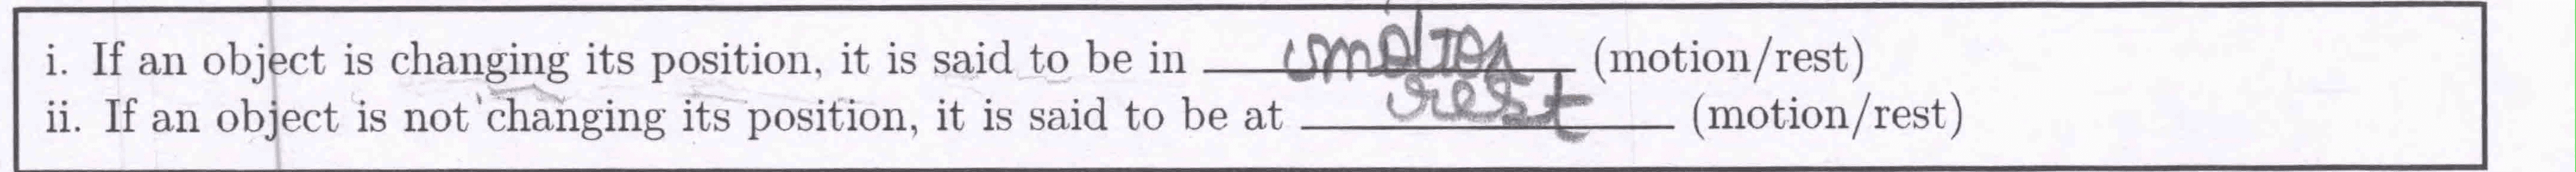 i. If an object is changing its position, it is said to be in motion (motion/rest)
ii. If an object is not changing its position, it is said to be at rest (motion/rest)